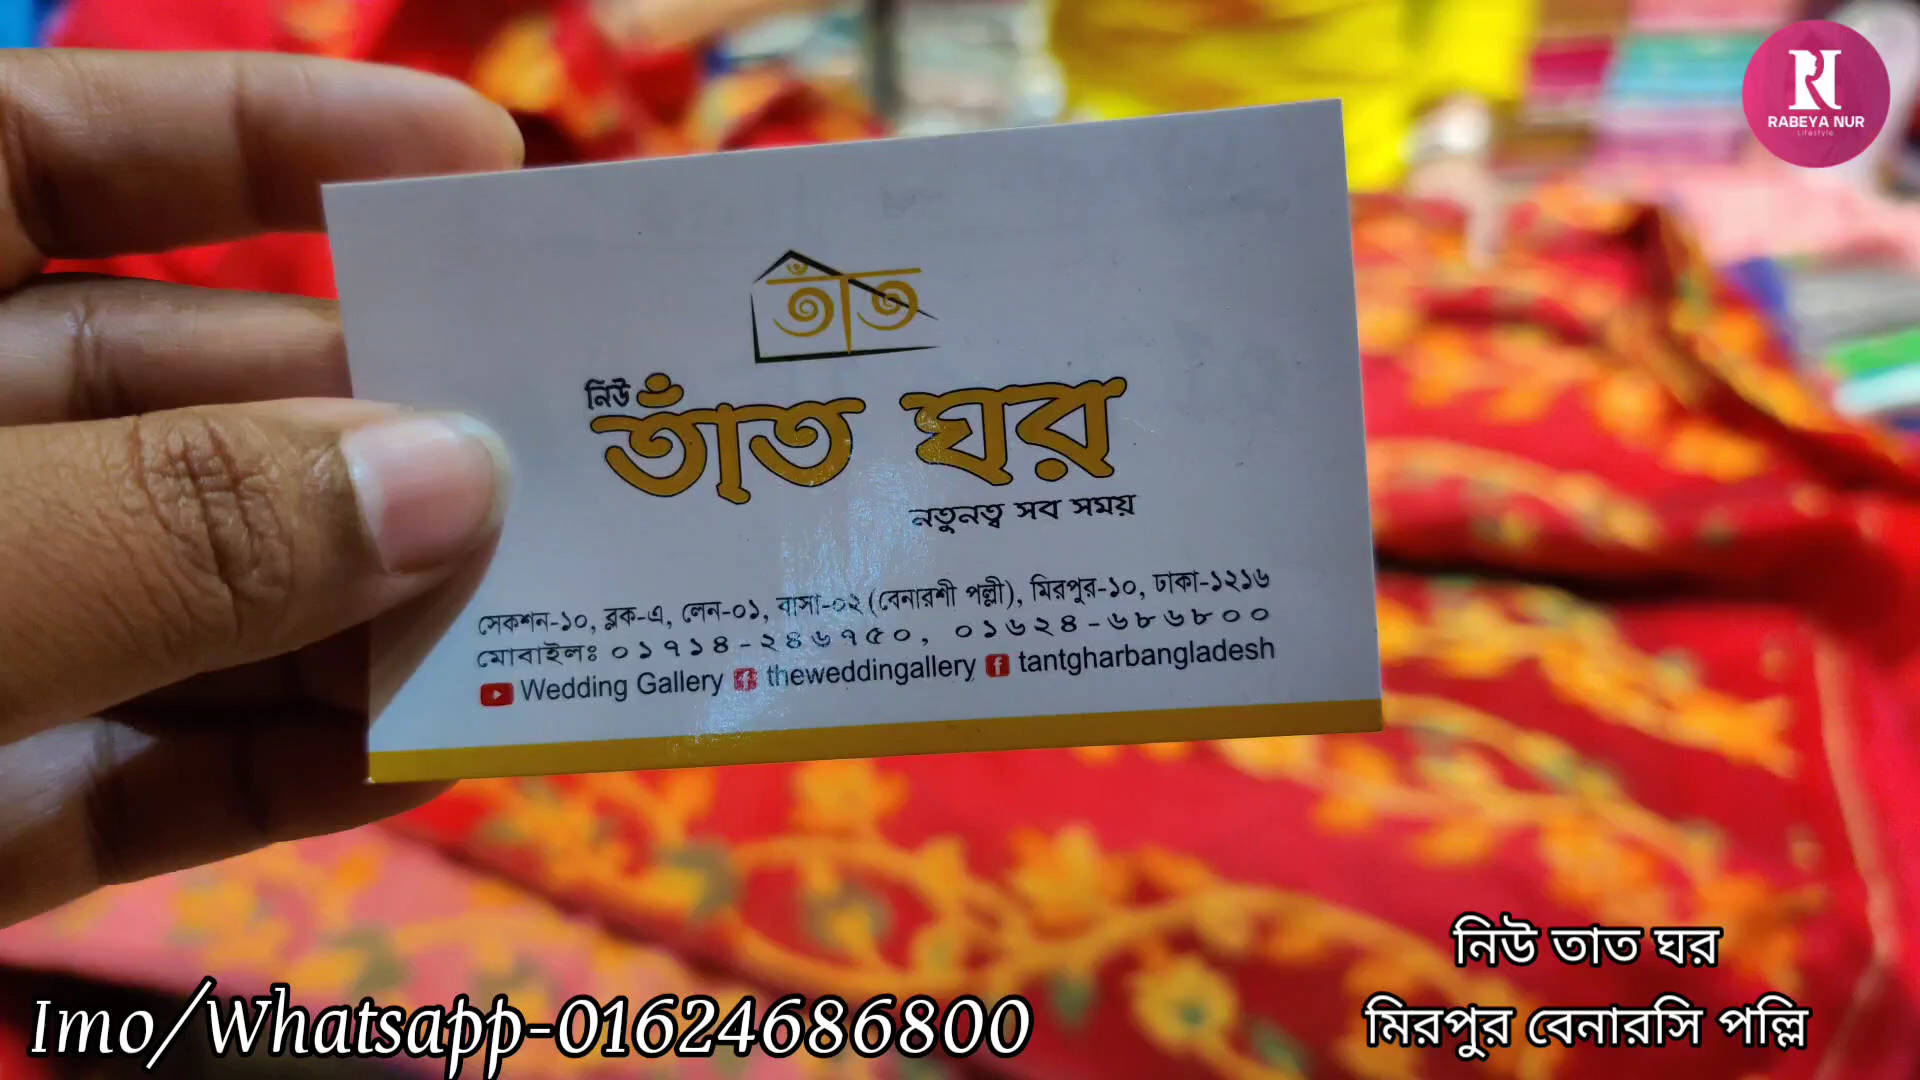 RABEYA NUR
Lifestyle
তাঁত
নিউ
তাঁত ঘর
নতুনত্ব সব সময়
সেকশন-১০, ব্লক-এ, লেন-০১, বাসা-০২ (বেনারশী পল্লী), মিরপুর-১০, ঢাকা-১২১৬
মোবাইলঃ ০১৭১৪-২৪৬৭৫০, ০১৬২৪-৬৮৬৮০০
Wedding Gallery theweddingallery tantgharbangladesh
নিউ তাত ঘর
মিরপুর বেনারসি পল্লি
Imo/Whatsapp-01624686800